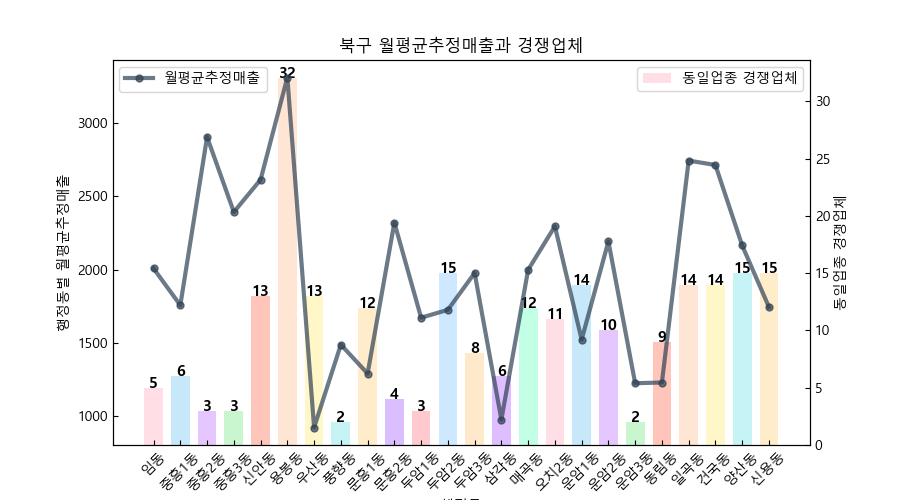 북구 월평균추정매출과 경쟁업체
월평균추정매출
동일업종 경쟁업체
행정동별 월평균추정매출
3000
2500
2000
1500
1000
동일업종 경쟁업체
30
25
20
15
10
5
0
5
6
3
3
13
32
13
2
12
4
3
15
8
6
12
11
14
10
2
9
14
14
15
15
임동
중흥1동
중흥2동
중흥3동
신안동
용봉동
우산동
풍향동
문흥1동
문흥2동
두암1동
두암2동
두암3동
삼각동
매곡동
오치2동
운암1동
운암2동
운암3동
동림동
일곡동
건국동
양산동
신용동